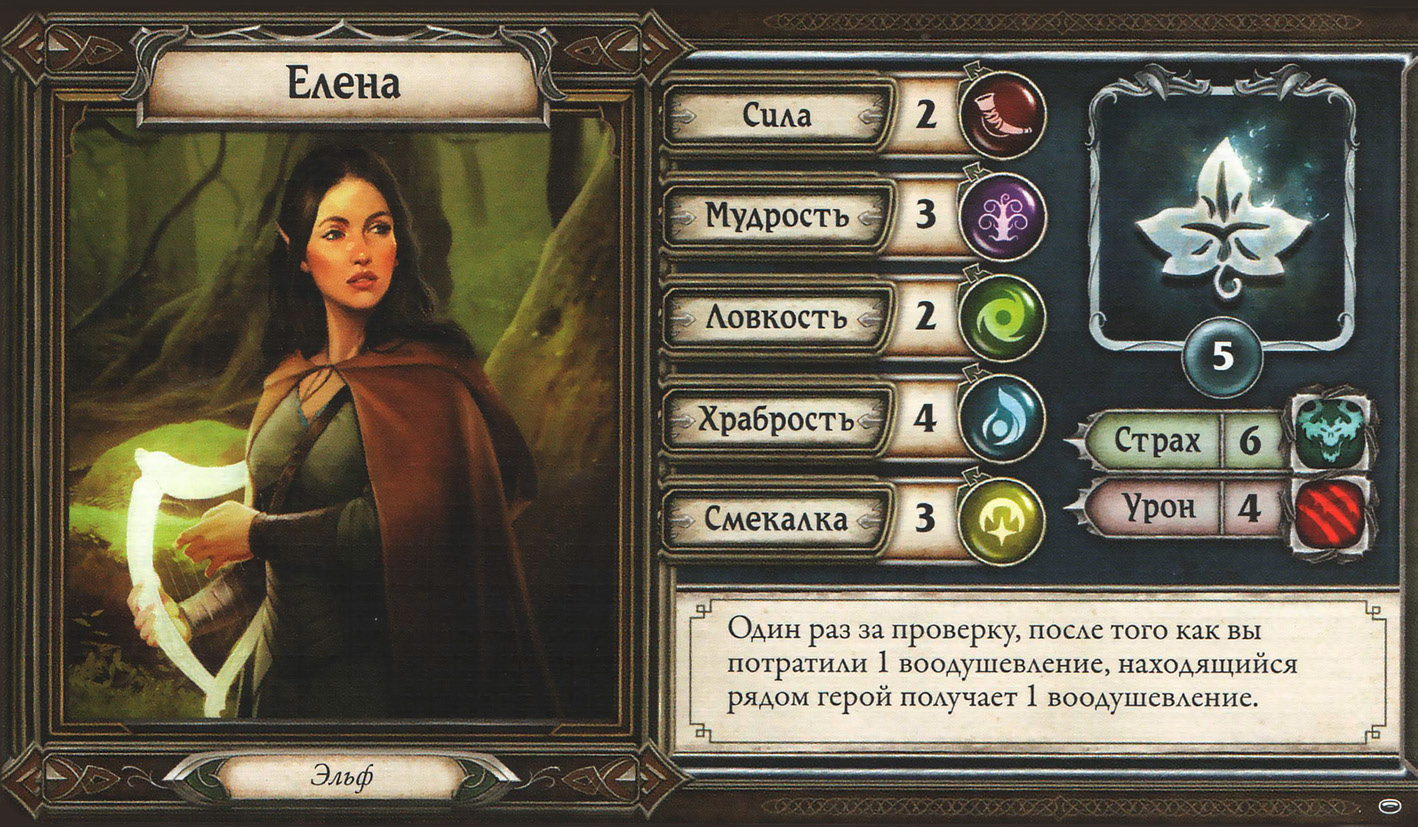 Елена
Сила 2
Мудрость 3
Ловкость 2
Храбрость 4
Смекалка 3
5
Страх 6
Урон 4
Один раз за проверку, после того как вы
потратили 1 воодушевление, находящийся
рядом герой получает 1 воодушевление.
Эльф